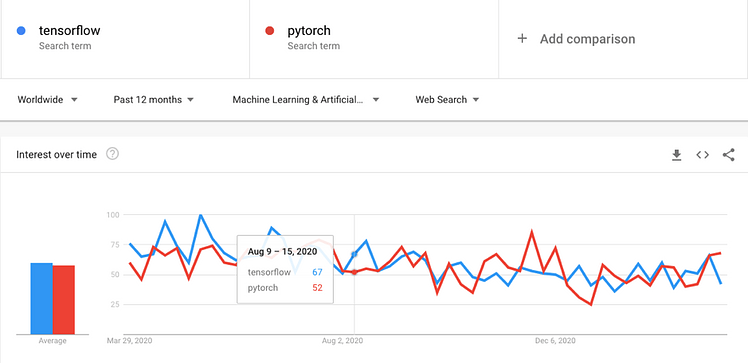 tensorflow
Search term
pytorch
Search term
+ Add comparison
Worldwide
Past 12 months
Machine Learning & Artificial...
Web Search
Interest over time
?
100
75
50
25
Aug 9 – 15, 2020
tensorflow 67
pytorch 52
Average
Mar 29, 2020
Aug 2, 2020
Dec 6, 2020